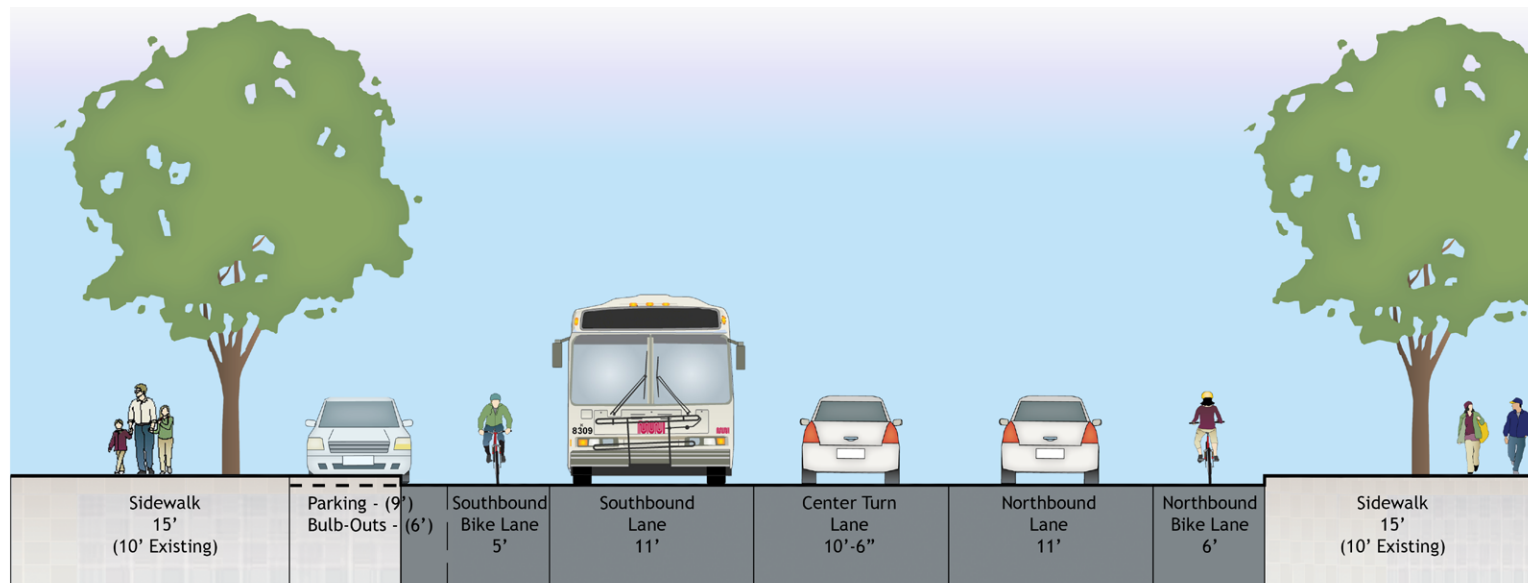 8309
Sidewalk
15’
(10’ Existing)
Parking - (9’)
Bulb-Outs - (6’)
Southbound
Bike Lane
5’
Southbound
Lane
11’
Center Turn
Lane
10’-6”
Northbound
Lane
11’
Northbound
Bike Lane
6’
Sidewalk
15’
(10’ Existing)